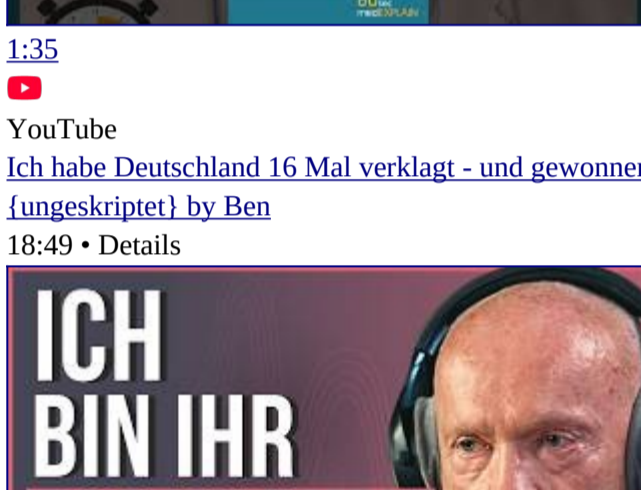 medEXPLAIN
1:35
YouTube
Ich habe Deutschland 16 Mal verklagt - und
{ungeskriptet} by Ben
18:49 • Details
ICH
BIN IHR